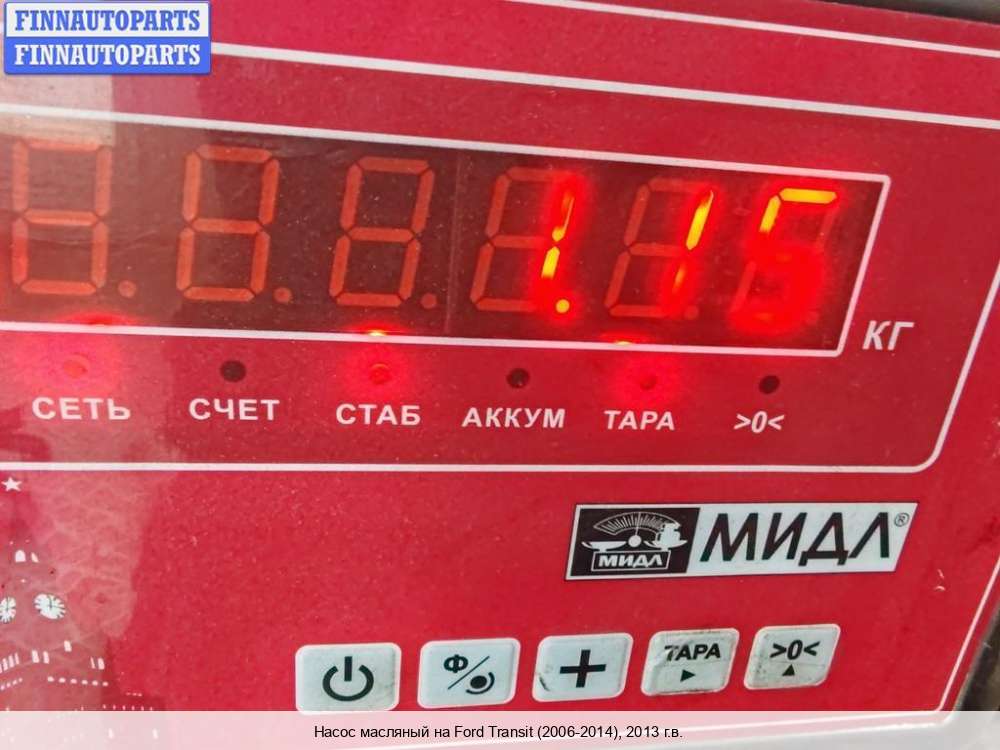 FINNAUTOPARTS
FINNAUTOPARTS
1.15
КГ
СЕТЬ СЧЕТ СТАБ АККУМ ТАРА >0<
МИДЛ МИДЛ®
Ф ТАРА >0<
Насос масляный на Ford Transit (2006-2014), 2013 г.в.